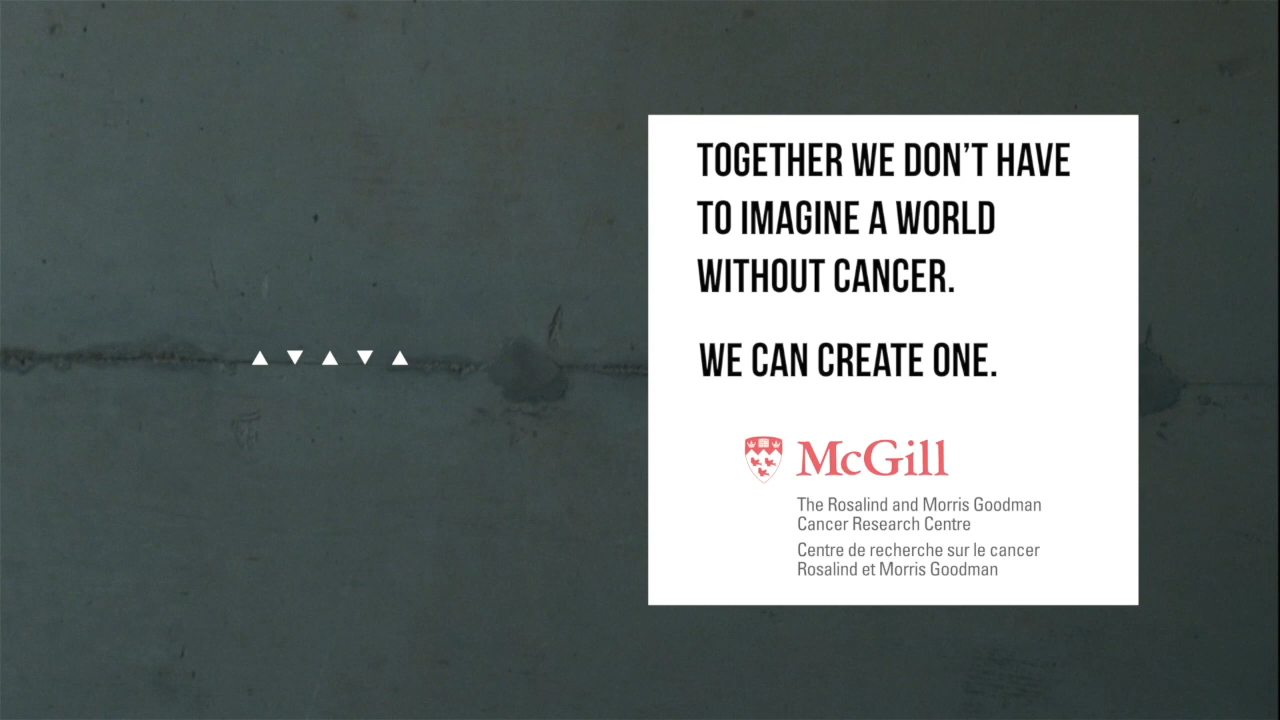 TOGETHER WE DON'T HAVE
TO IMAGINE A WORLD
WITHOUT CANCER.
WE CAN CREATE ONE.
McGill
The Rosalind and Morris Goodman
Cancer Research Centre
Centre de recherche sur le cancer
Rosalind et Morris Goodman